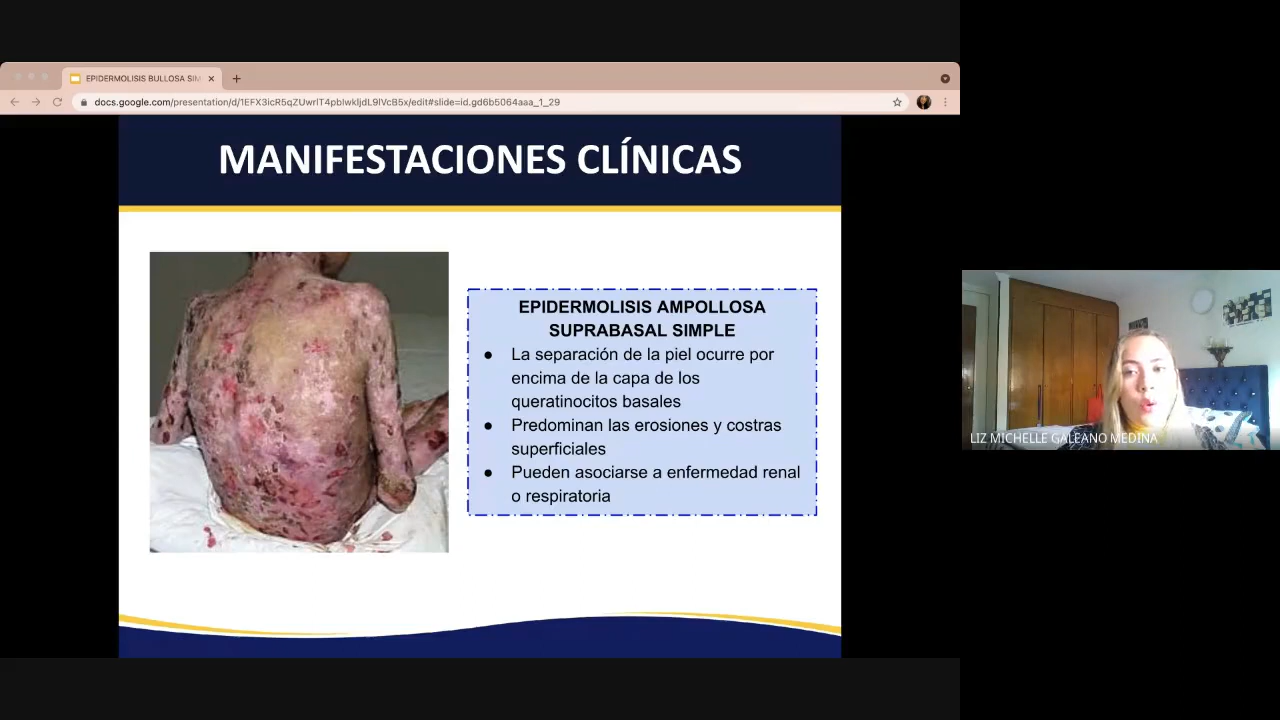 EPIDERMOLISIS BULLOSA SIM
docs.google.com/presentation/d/1EFX3icR5qZUwrlT4pblwkljdL9lVcB5x/edit#slide=id.gd6b5064aaa_1_29
MANIFESTACIONES CLÍNICAS
EPIDERMOLISIS AMPOLLOSA
SUPRABASAL SIMPLE
● La separación de la piel ocurre por
encima de la capa de los
queratinocitos basales
● Predominan las erosiones y costras
superficiales
● Pueden asociarse a enfermedad renal
o respiratoria
LIZ MICHELLE GALEANO MEDINA